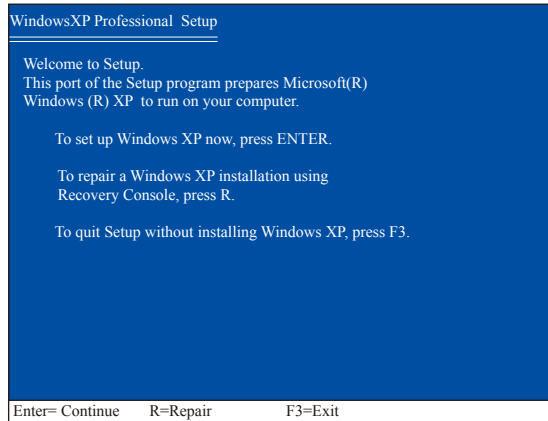 WindowsXP Professional Setup
Welcome to Setup.
This port of the Setup program prepares Microsoft(R)
Windows (R) XP to run on your computer.
To set up Windows XP now, press ENTER.
To repair a Windows XP installation using
Recovery Console, press R.
To quit Setup without installing Windows XP, press F3.
Enter= Continue R=Repair F3=Exit